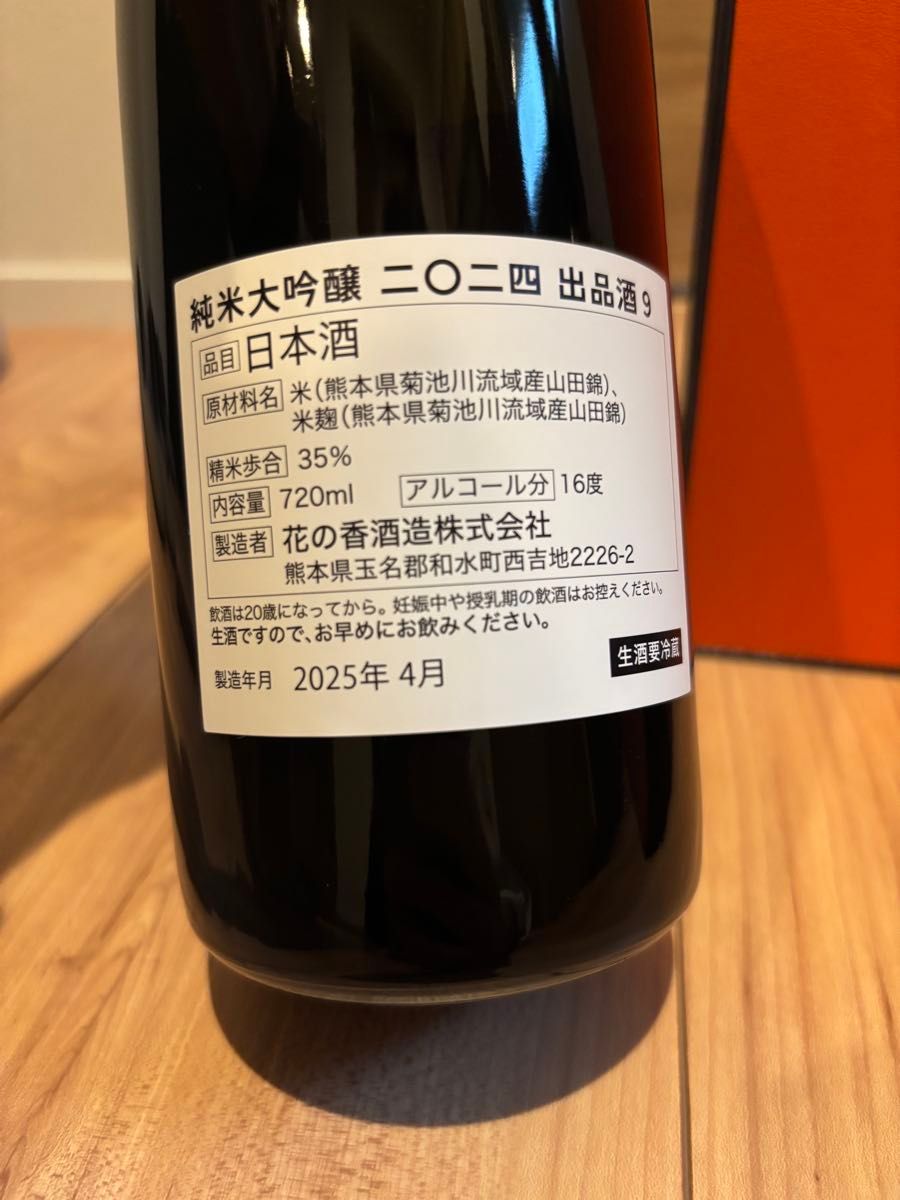 純米大吟醸 二〇二四 出品酒9
品目 日本酒
原材料名 米(熊本県菊池川流域産山田錦)、
米麹(熊本県菊池川流域産山田錦)
精米歩合 35%
内容量 720ml アルコール分 16度
製造者 花の香酒造株式会社
熊本県玉名郡和水町西吉地2226-2
飲酒は20歳になってから。妊娠中や授乳期の飲酒はお控えください。
生酒ですので、お早めにお飲みください。
生酒要冷蔵
製造年月 2025年 4月